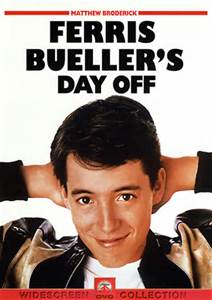 MATTHEW BRODERICK
FERRIS
BUELLER'S
DAY OFF
WIDESCREEN DVD COLLECTION